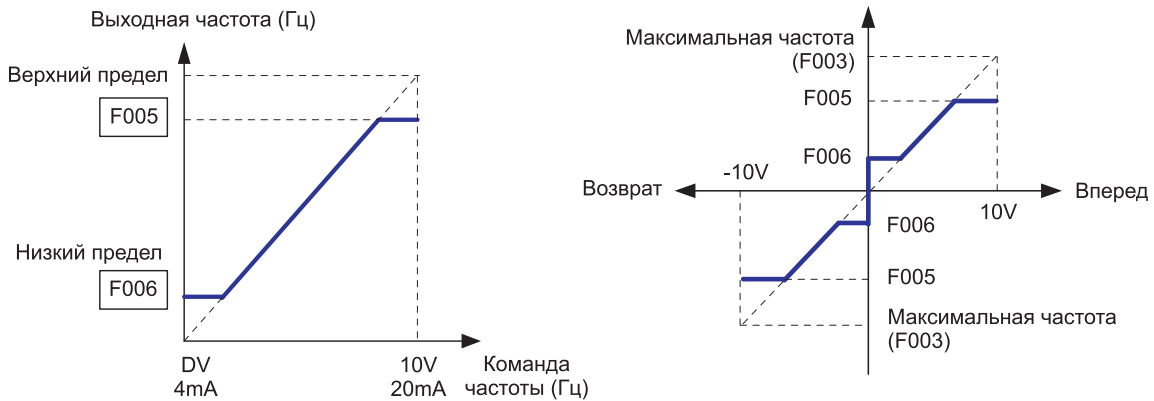 Выходная частота (Гц)
Верхний предел
F005
Низкий предел
F006
DV
4mA
10V
20mA
Команда
частоты (Гц)
Максимальная частота
(F003)
F005
F006
-10V
Возврат
Вперед
10V
F006
F005
Максимальная частота
(F003)